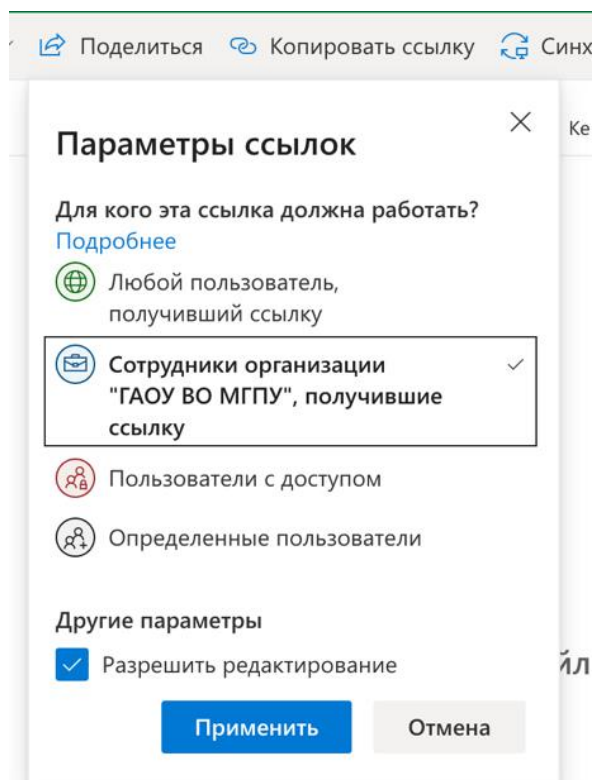 Поделиться Копировать ссылку Синх
Параметры ссылок
Ке
Для кого эта ссылка должна работать?
Подробнее
Любой пользователь,
получивший ссылку
Сотрудники организации
"ГАОУ ВО МГПУ", получившие
ссылку
Пользователи с доступом
Определенные пользователи
Другие параметры
Разрешить редактирование
йл
Применить Отмена